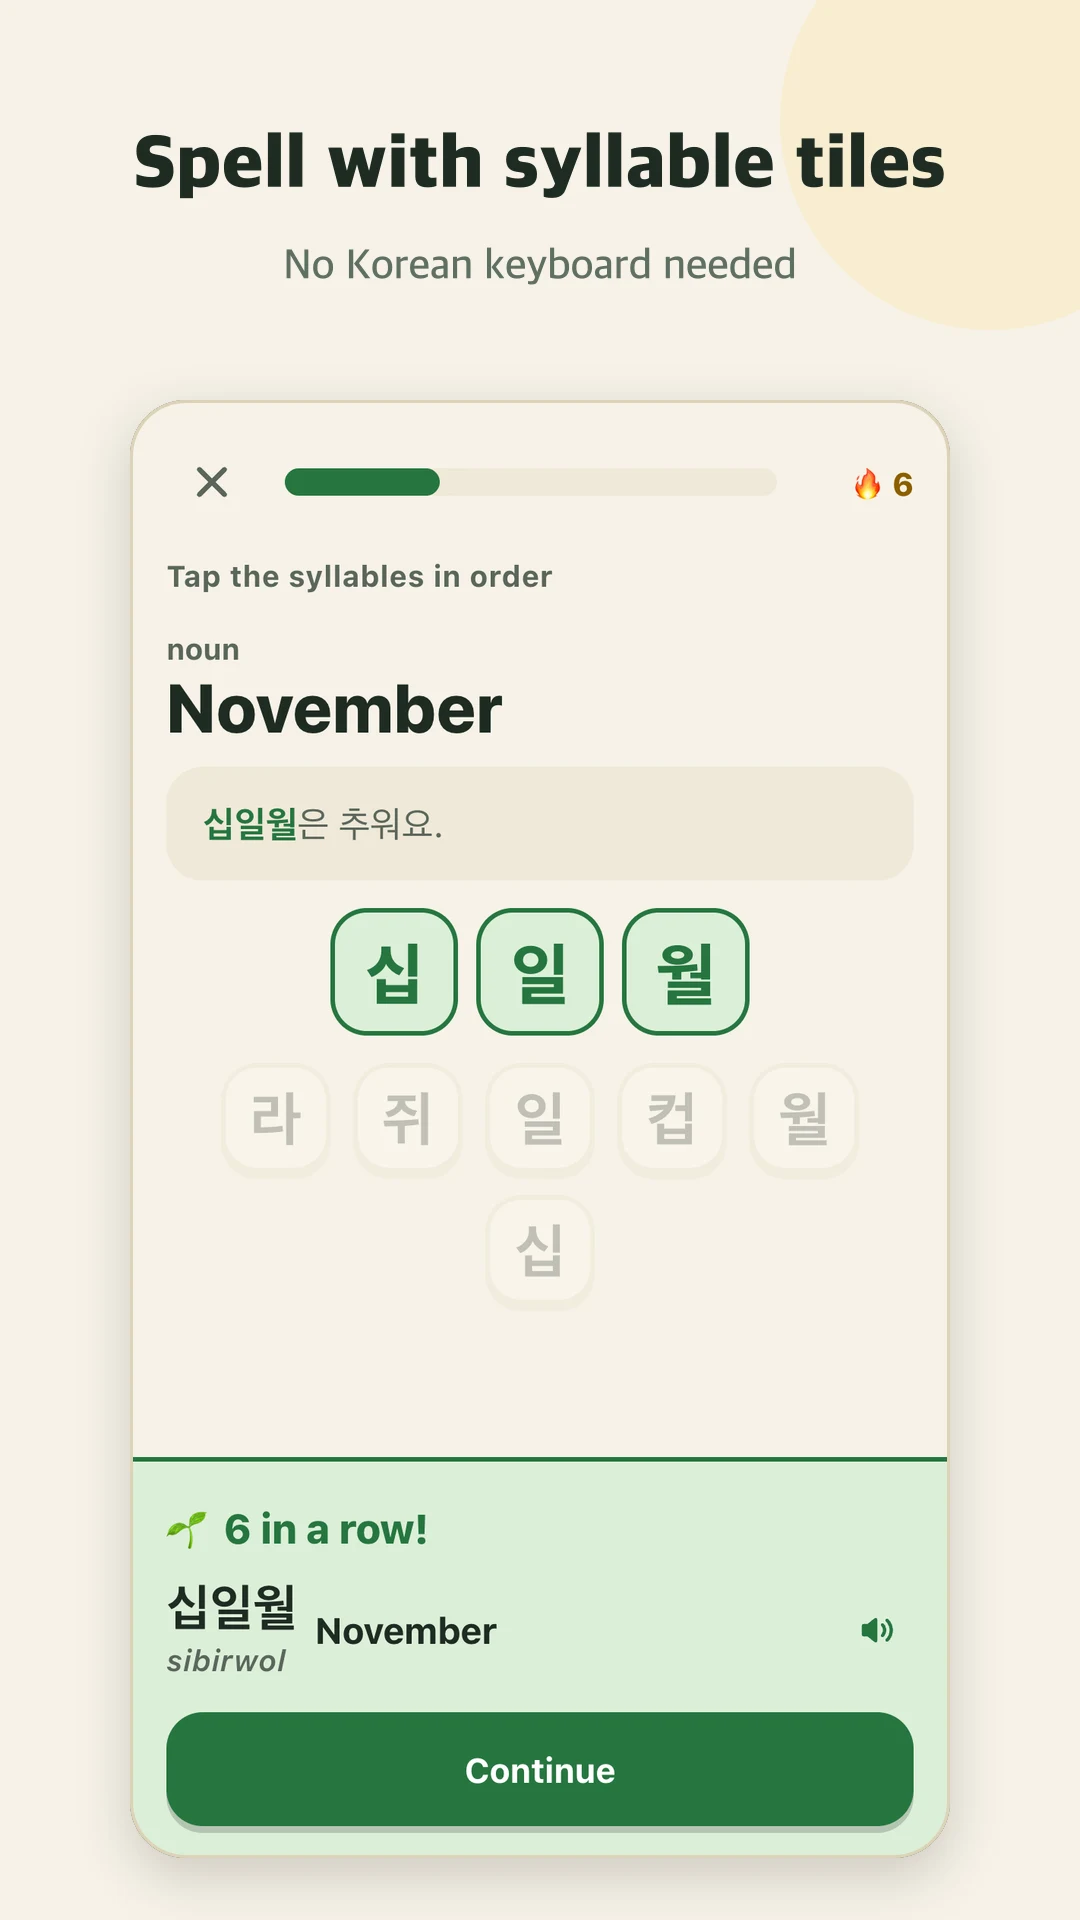 Spell with syllable tiles
No Korean keyboard needed
🔥 6
Tap the syllables in order
noun
November
십일월은 추워요.
십 일 월
라 쥐 일 컵 월
십
🌱 6 in a row!
십일월
November
sibirwol
Continue